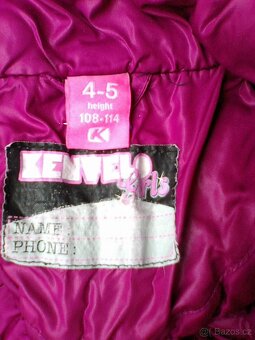 4-5
height
108-114
K
KENVELO
girls
NAME:
PHONE:
Bazos.cz